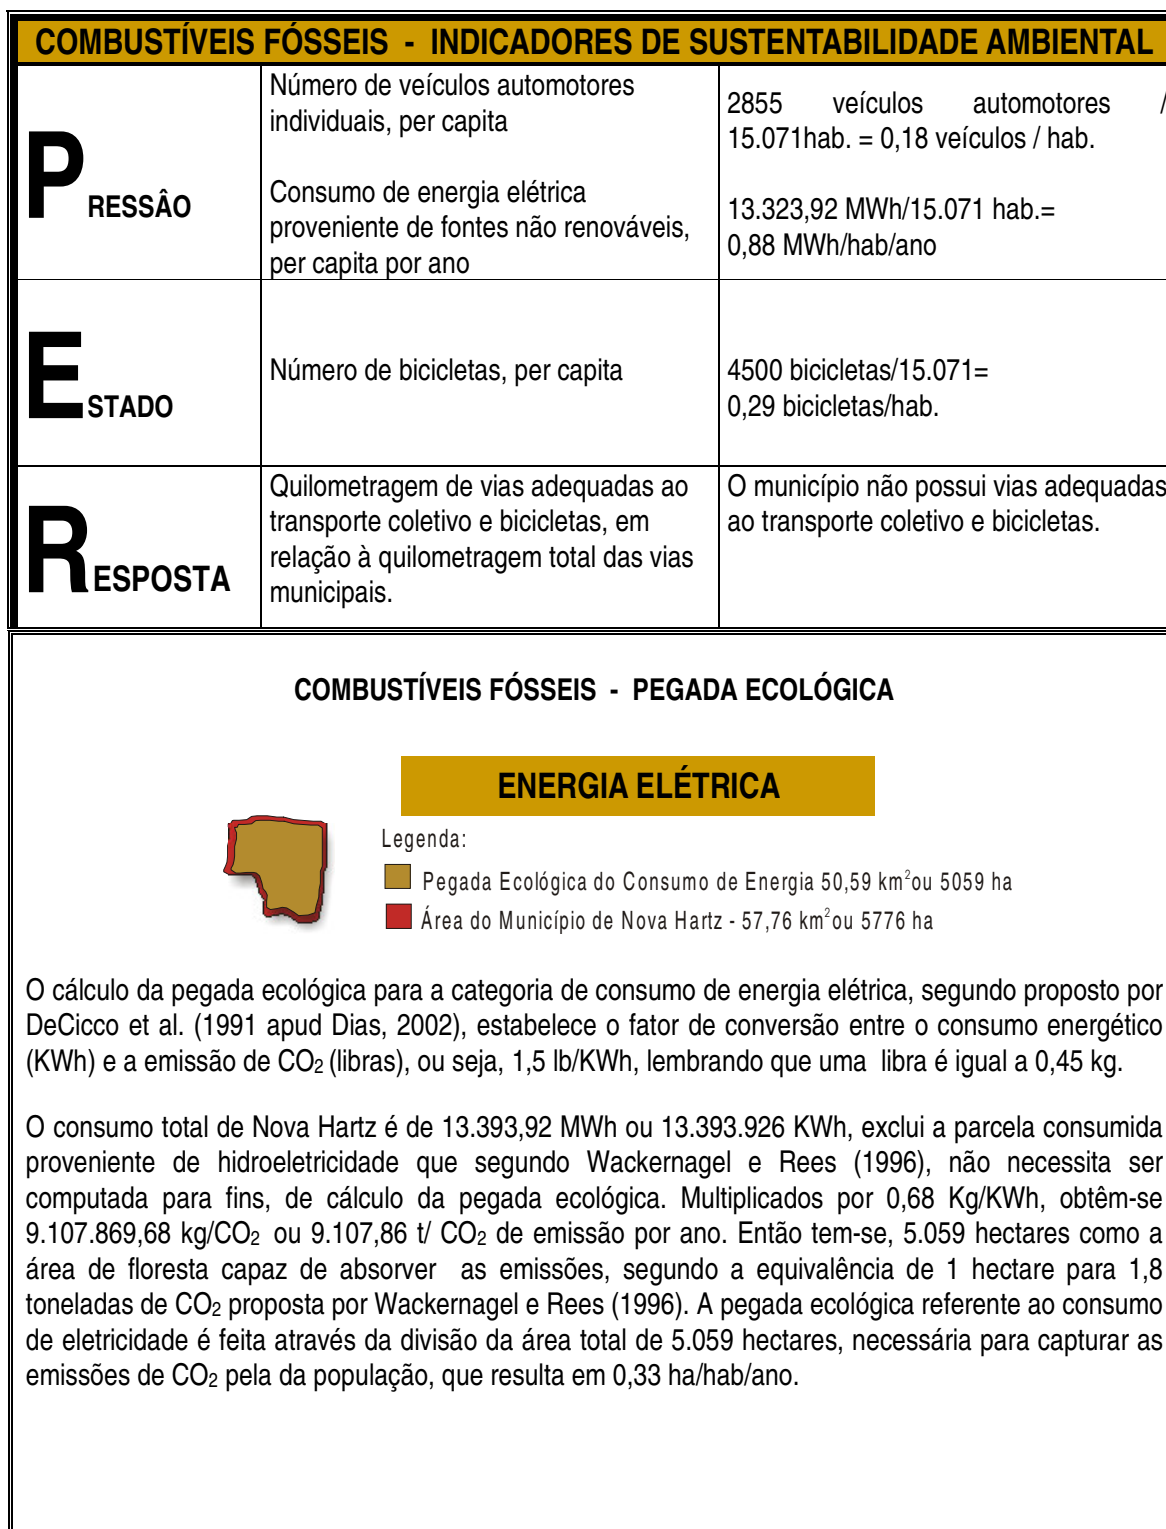 COMBUSTÍVEIS FÓSSEIS - INDICADORES DE SUSTENTABILIDADE AMBIENTAL
PRESSÂO
Número de veículos automotores
individuais, per capita
Consumo de energia elétrica
proveniente de fontes não renováveis,
per capita por ano
2855 veículos automotores /
15.071hab. = 0,18 veículos / hab.
13.323,92 MWh/15.071 hab.=
0,88 MWh/hab/ano
ESTADO
Número de bicicletas, per capita
4500 bicicletas/15.071=
0,29 bicicletas/hab.
RESPOSTA
Quilometragem de vias adequadas ao
transporte coletivo e bicicletas, em
relação à quilometragem total das vias
municipais.
O município não possui vias adequadas
ao transporte coletivo e bicicletas.
COMBUSTÍVEIS FÓSSEIS - PEGADA ECOLÓGICA
ENERGIA ELÉTRICA
Legenda:
Pegada Ecológica do Consumo de Energia 50,59 km²ou 5059 ha
Área do Município de Nova Hartz - 57,76 km²ou 5776 ha
O cálculo da pegada ecológica para a categoria de consumo de energia elétrica, segundo proposto por
DeCicco et al. (1991 apud Dias, 2002), estabelece o fator de conversão entre o consumo energético
(KWh) e a emissão de CO₂ (libras), ou seja, 1,5 lb/KWh, lembrando que uma libra é igual a 0,45 kg.
O consumo total de Nova Hartz é de 13.393,92 MWh ou 13.393.926 KWh, exclui a parcela consumida
proveniente de hidroeletricidade que segundo Wackernagel e Rees (1996), não necessita ser
computada para fins, de cálculo da pegada ecológica. Multiplicados por 0,68 Kg/KWh, obtêm-se
9.107.869,68 kg/CO₂ ou 9.107,86 t/ CO₂ de emissão por ano. Então tem-se, 5.059 hectares como a
área de floresta capaz de absorver as emissões, segundo a equivalência de 1 hectare para 1,8
toneladas de CO₂ proposta por Wackernagel e Rees (1996). A pegada ecológica referente ao consumo
de eletricidade é feita através da divisão da área total de 5.059 hectares, necessária para capturar as
emissões de CO₂ pela da população, que resulta em 0,33 ha/hab/ano.